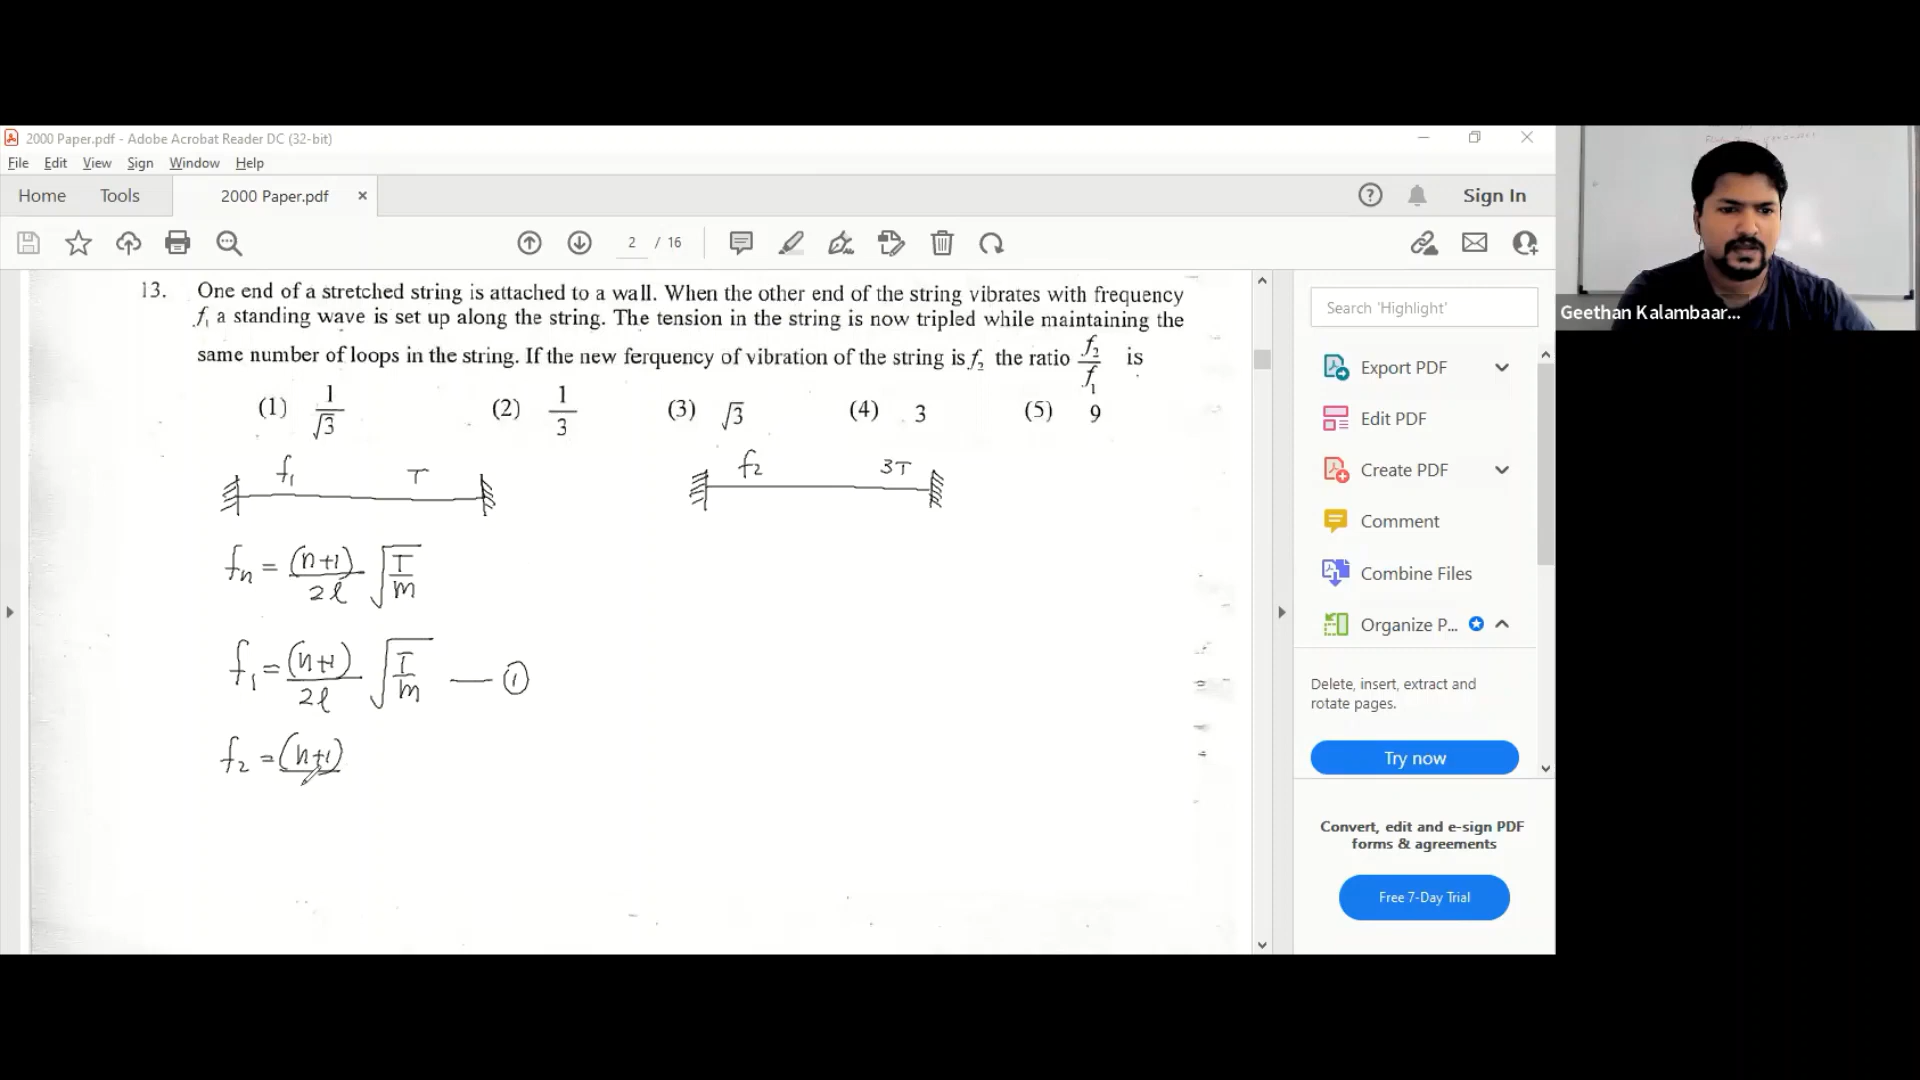 2000 Paper.pdf - Adobe Acrobat Reader DC (32-bit)
File Edit View Sign Window Help
Home Tools 2000 Paper.pdf × Sign In
2 / 16
13. One end of a stretched string is attached to a wall. When the other end of the string vibrates with frequency
f₁ a standing wave is set up along the string. The tension in the string is now tripled while maintaining the
same number of loops in the string. If the new ferquency of vibration of the string is f₂ the ratio f₂/f₁ is
(1) 1/√3 (2) 1/3 (3) √3 (4) 3 (5) 9
f₁ T f₂ 3T
fn = (n+1)/2ℓ √(T/m)
f₁ = (n+1)/2ℓ √(T/m) — ①
f₂ = (n+1)
Search 'Highlight'
Export PDF
Edit PDF
Create PDF
Comment
Combine Files
Organize P...
Delete, insert, extract and
rotate pages.
Try now
Convert, edit and e-sign PDF
forms & agreements
Free 7-Day Trial
Geethan Kalambaar...